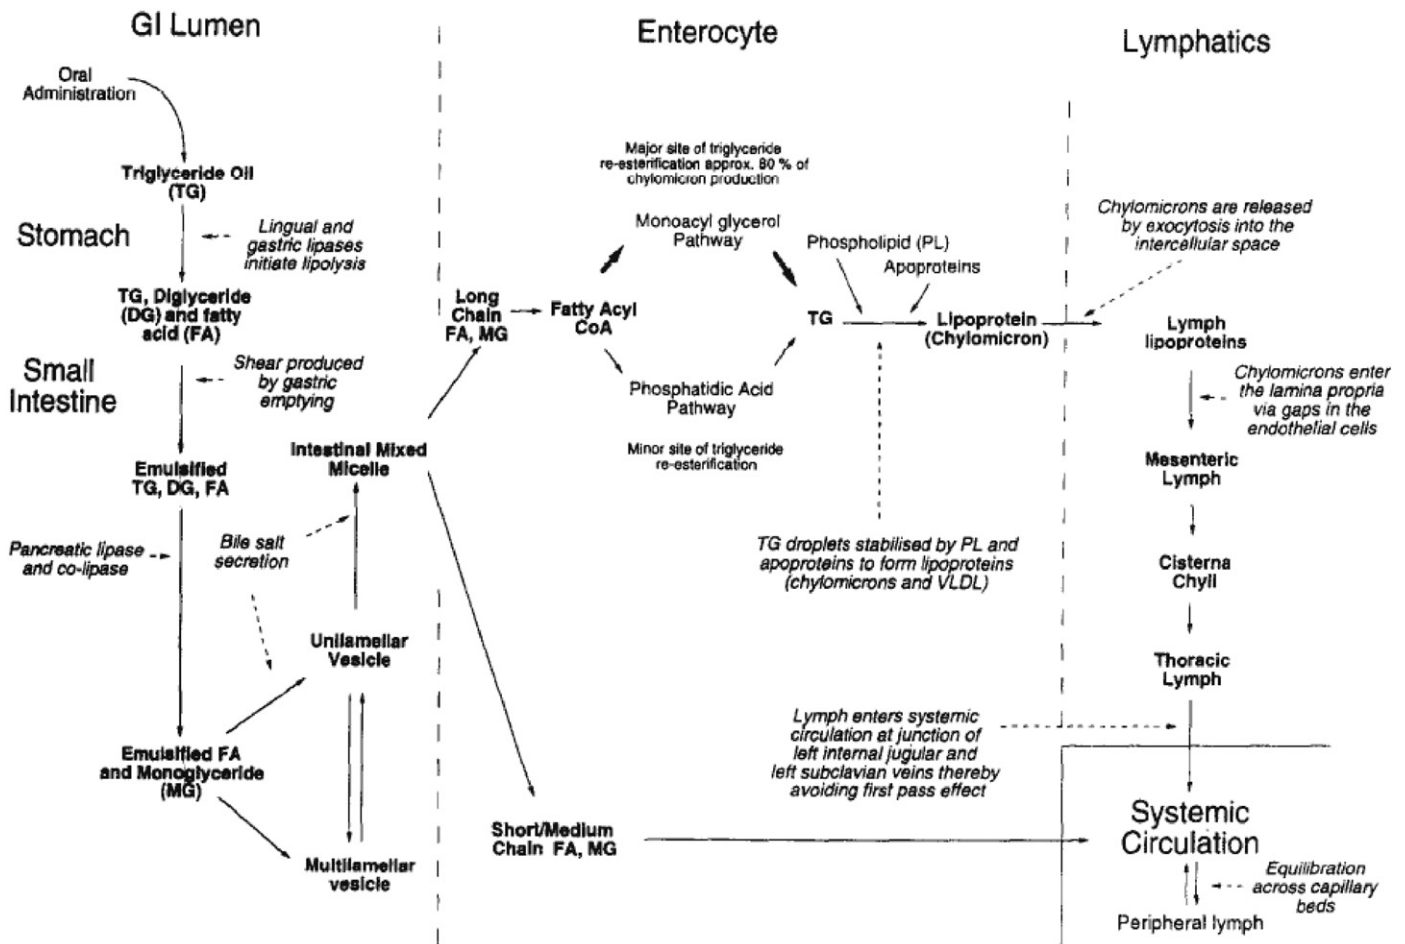 GI Lumen
Enterocyte
Lymphatics
Oral
Administration
Triglyceride Oil
(TG)
Stomach
Lingual and
gastric lipases
initiate lipolysis
TG, Diglyceride
(DG) and fatty
acid (FA)
Small
Intestine
Shear produced
by gastric
emptying
Emulsified
TG, DG, FA
Pancreatic lipase
and co-lipase
Bile salt
secretion
Intestinal Mixed
Micelle
Unilamellar
Vesicle
Emulsified FA
and Monoglyceride
(MG)
Multilamellar
vesicle
Long
Chain
FA, MG
Fatty Acyl
CoA
Major site of triglyceride
re-esterification approx. 80 % of
chylomicron production
Monoacyl glycerol
Pathway
Phosphatidic Acid
Pathway
Minor site of triglyceride
re-esterification
Phospholipid (PL)
Apoproteins
TG
Lipoprotein
(Chylomicron)
TG droplets stabilised by PL and
apoproteins to form lipoproteins
(chylomicrons and VLDL)
Short/Medium
Chain FA, MG
Lymph enters systemic
circulation at junction of
left internal jugular and
left subclavian veins thereby
avoiding first pass effect
Chylomicrons are released
by exocytosis into the
intercellular space
Lymph
lipoproteins
Chylomicrons enter
the lamina propria
via gaps in the
endothelial cells
Mesenteric
Lymph
Cisterna
Chyli
Thoracic
Lymph
Systemic
Circulation
Equilibration
across capillary
beds
Peripheral lymph